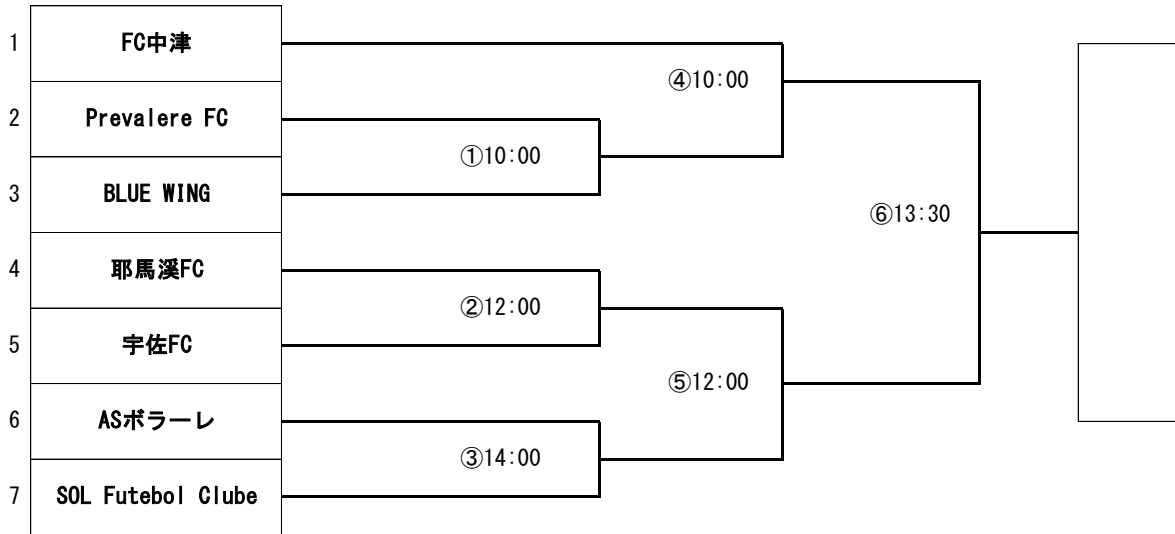 1 FC中津
④10:00
2 Prevalere FC
①10:00
3 BLUE WING
⑥13:30
4 耶馬溪FC
②12:00
5 宇佐FC
⑤12:00
6 ASボラーレ
③14:00
7 SOL Futebol Clube